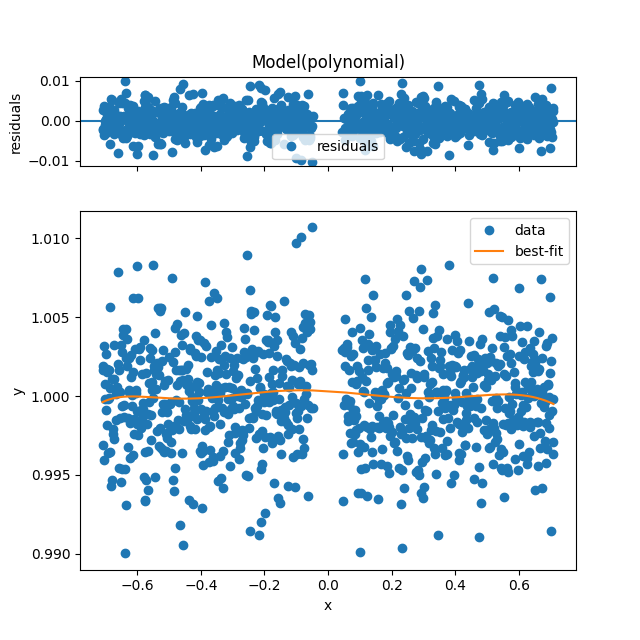 Model(polynomial)
0.01
0.00
−0.01
residuals
residuals
1.010
1.005
1.000
0.995
0.990
y
data
best-fit
−0.6 −0.4 −0.2 0.0 0.2 0.4 0.6
x